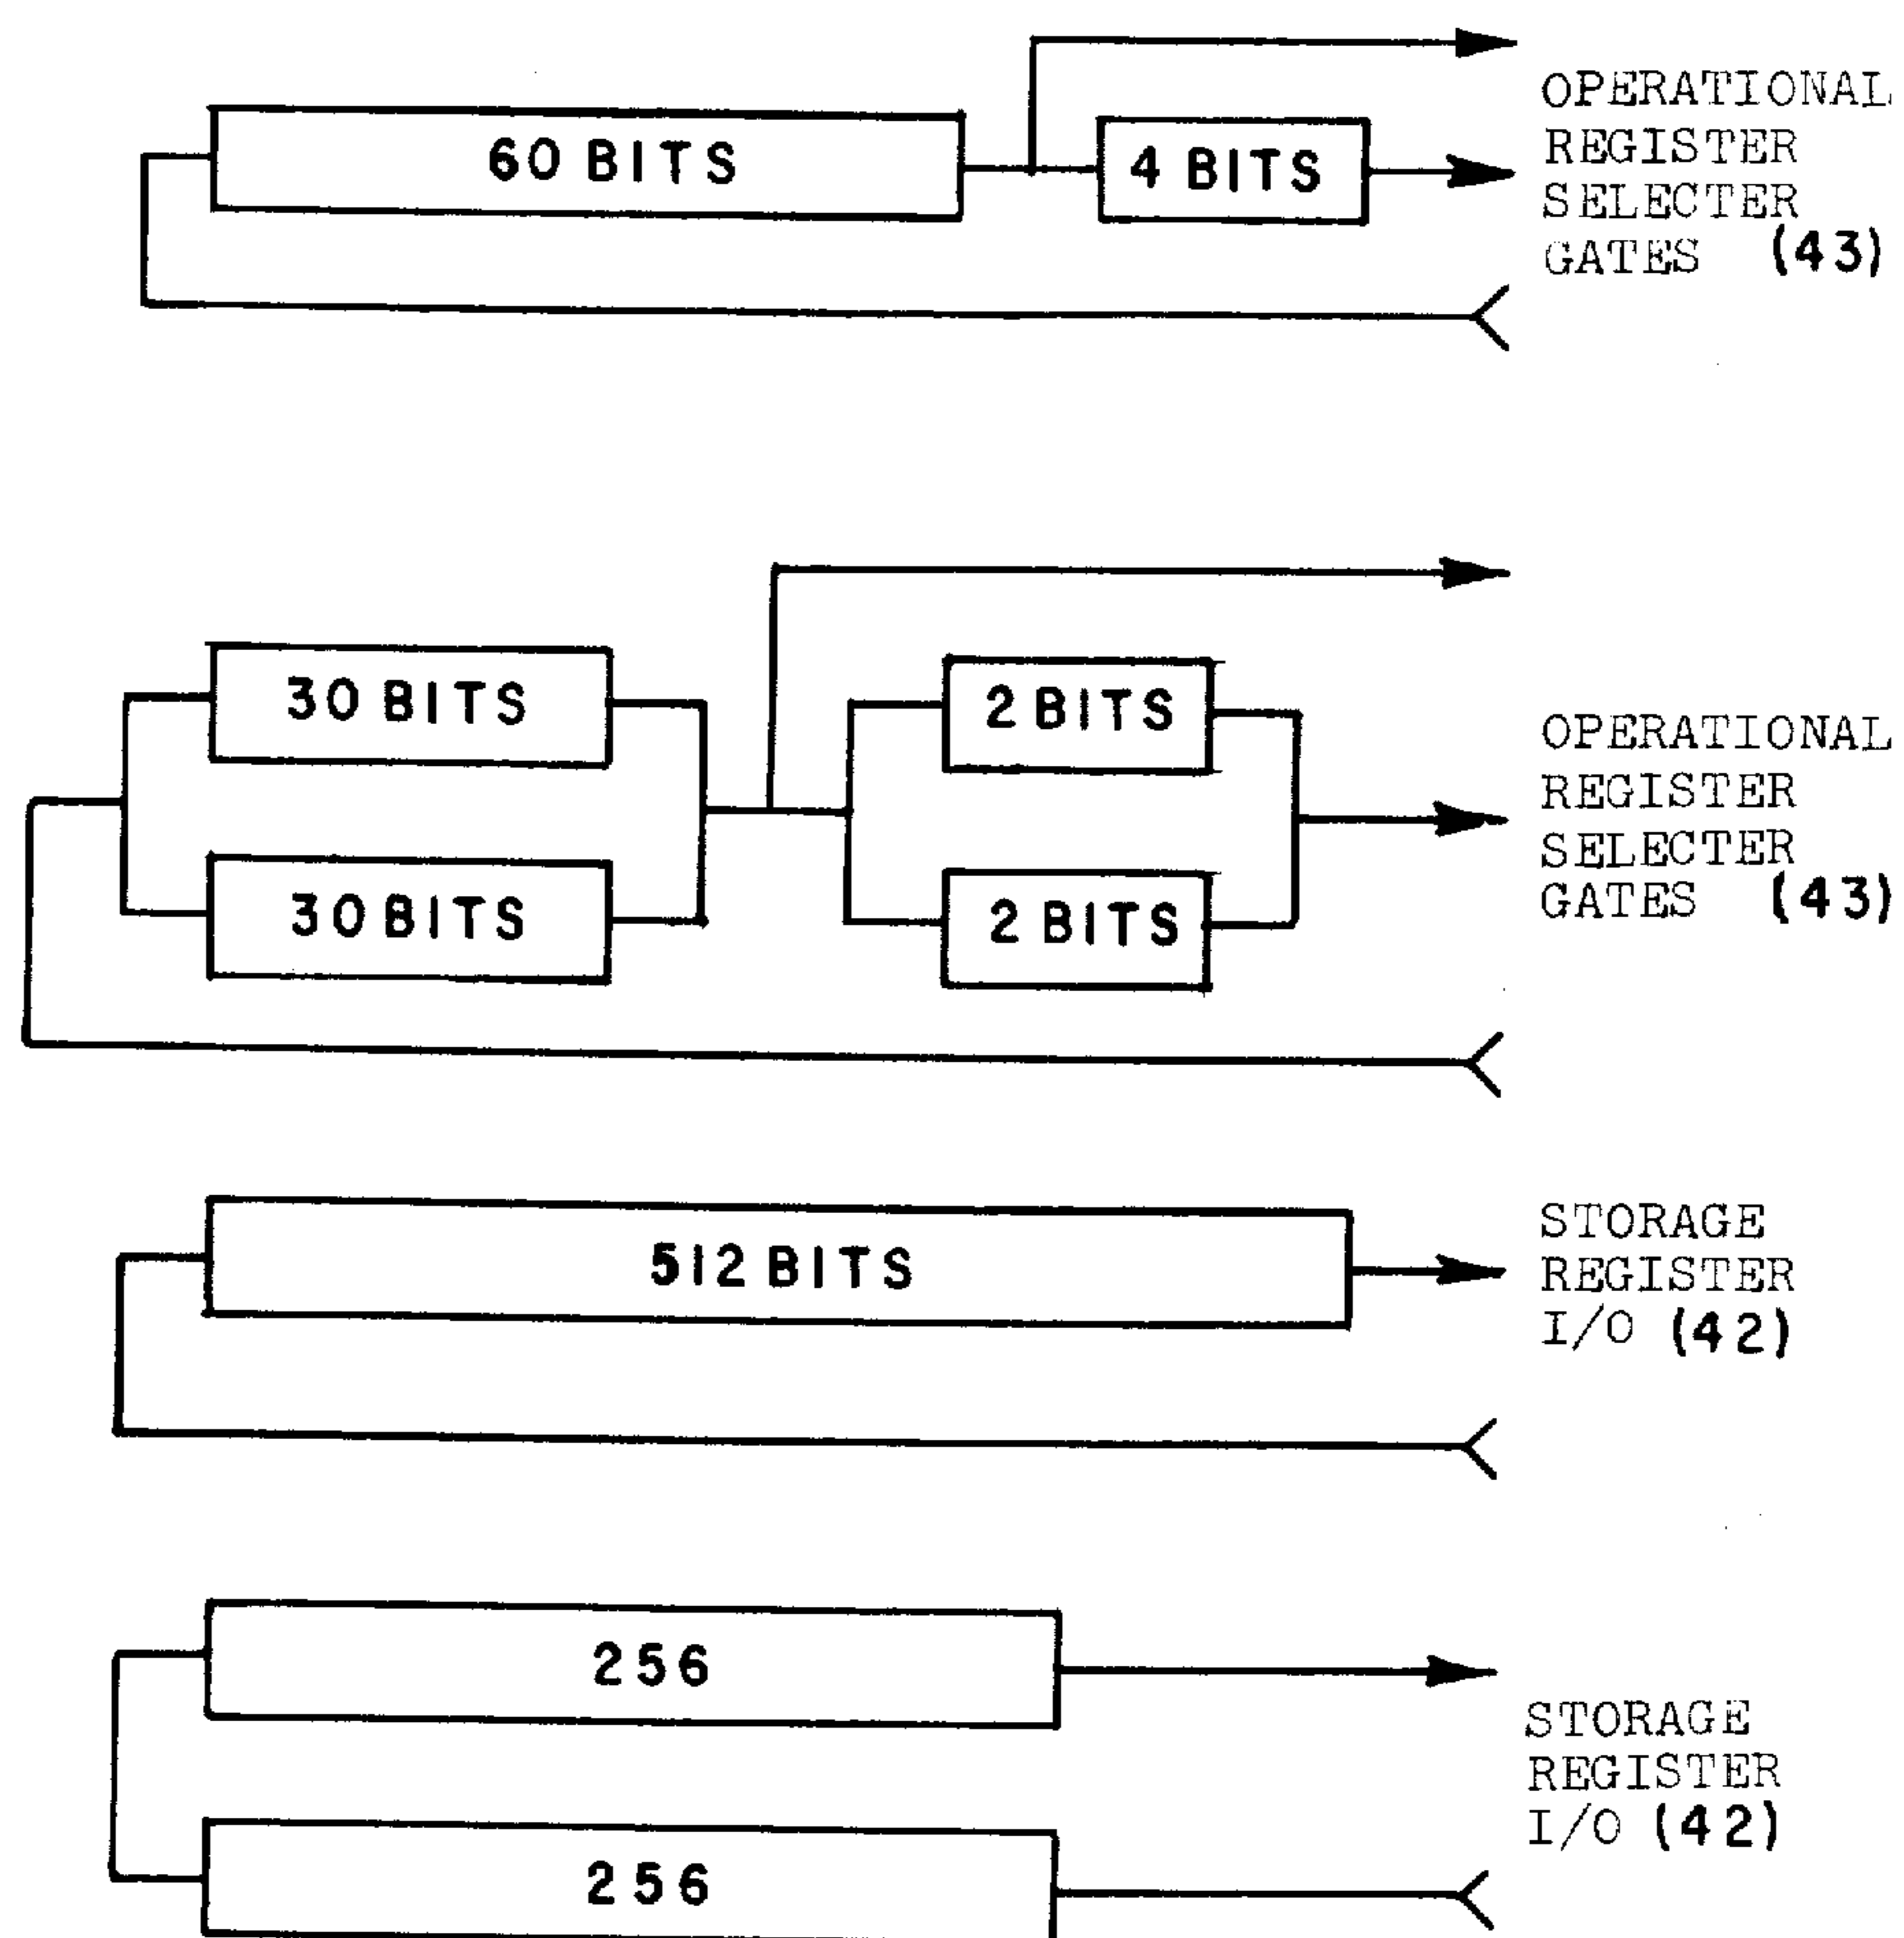 60 BITS
4 BITS
OPERATIONAL
REGISTER
SELECTER
GATES (43)
30 BITS
2 BITS
30 BITS
2 BITS
OPERATIONAL
REGISTER
SELECTER
GATES (43)
512 BITS
STORAGE
REGISTER
I/O (42)
256
256
STORAGE
REGISTER
I/O (42)